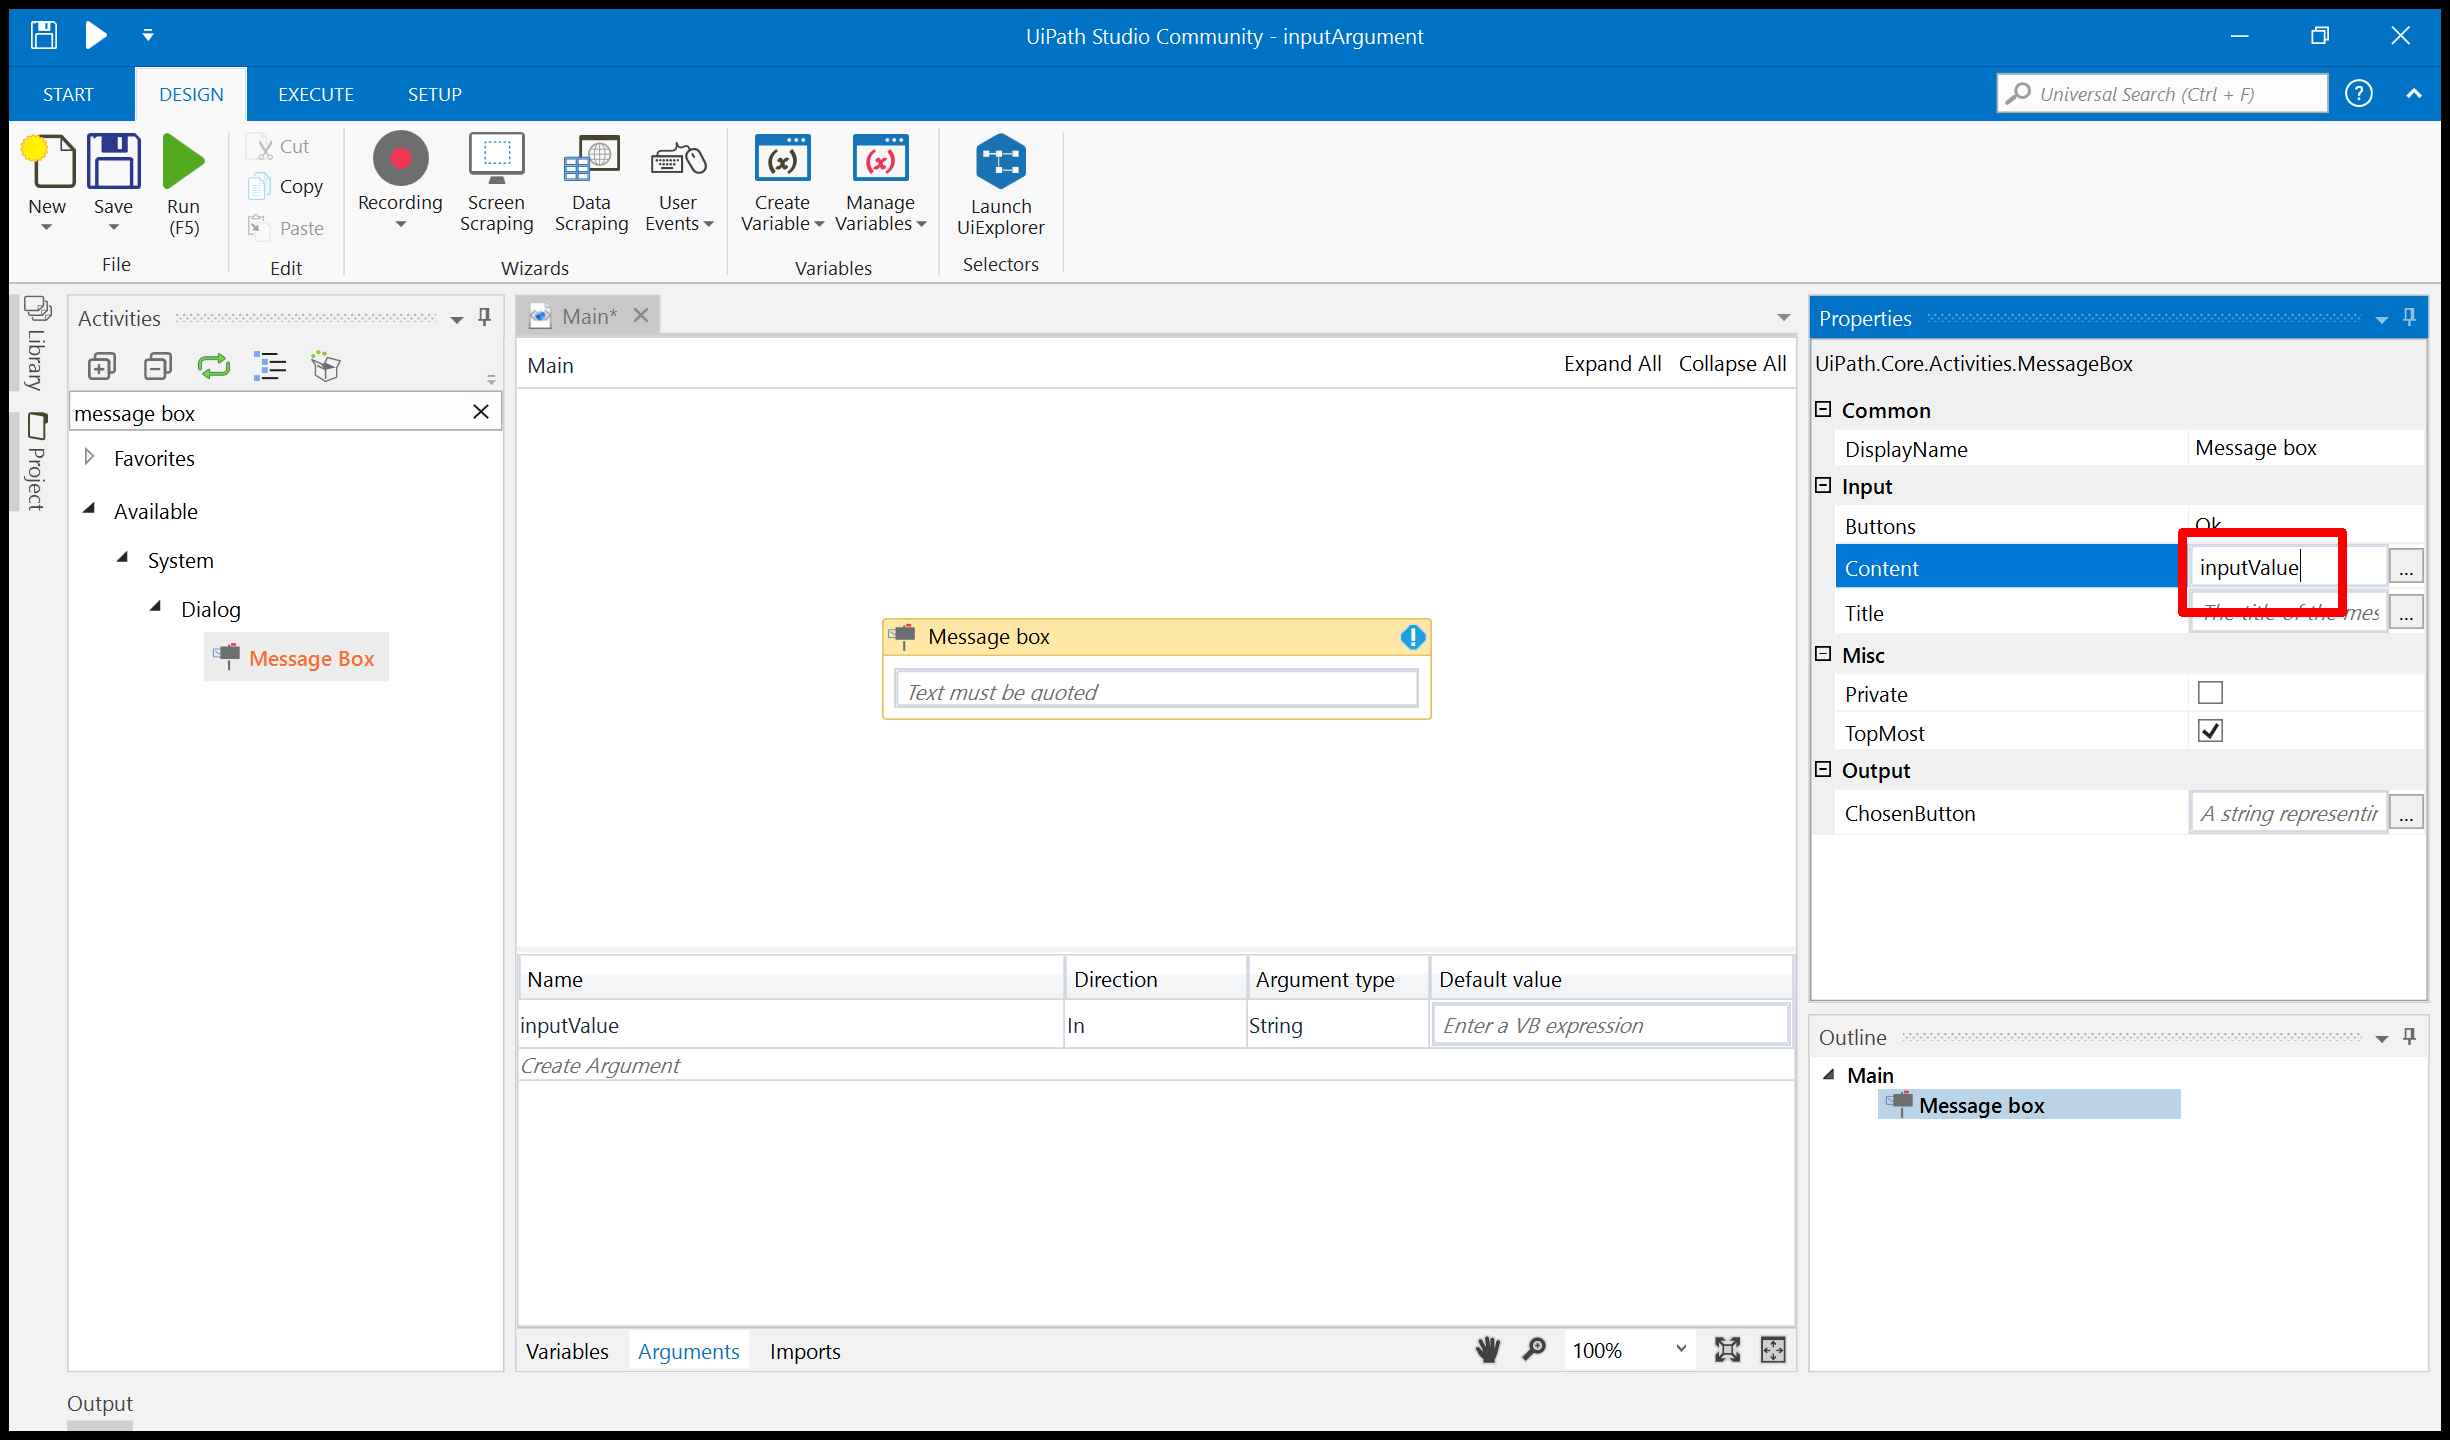 UiPath Studio Community - inputArgument
START DESIGN EXECUTE SETUP
Universal Search (Ctrl + F)
New
Save
Run
(F5)
File
Cut
Copy
Paste
Edit
Recording
Screen
Scraping
Data
Scraping
User
Events
Wizards
Create
Variable
Manage
Variables
Variables
Launch
UiExplorer
Selectors
Library
Project
Activities
message box
Favorites
Available
System
Dialog
Message Box
Main*
Main
Expand All Collapse All
Message box
Text must be quoted
Name Direction Argument type Default value
inputValue In String Enter a VB expression
Create Argument
Variables Arguments Imports
100%
Properties
UiPath.Core.Activities.MessageBox
Common
DisplayName Message box
Input
Buttons Ok
Content inputValue ...
Title The title of the mes ...
Misc
Private
TopMost
Output
ChosenButton A string representin ...
Outline
Main
Message box
Output